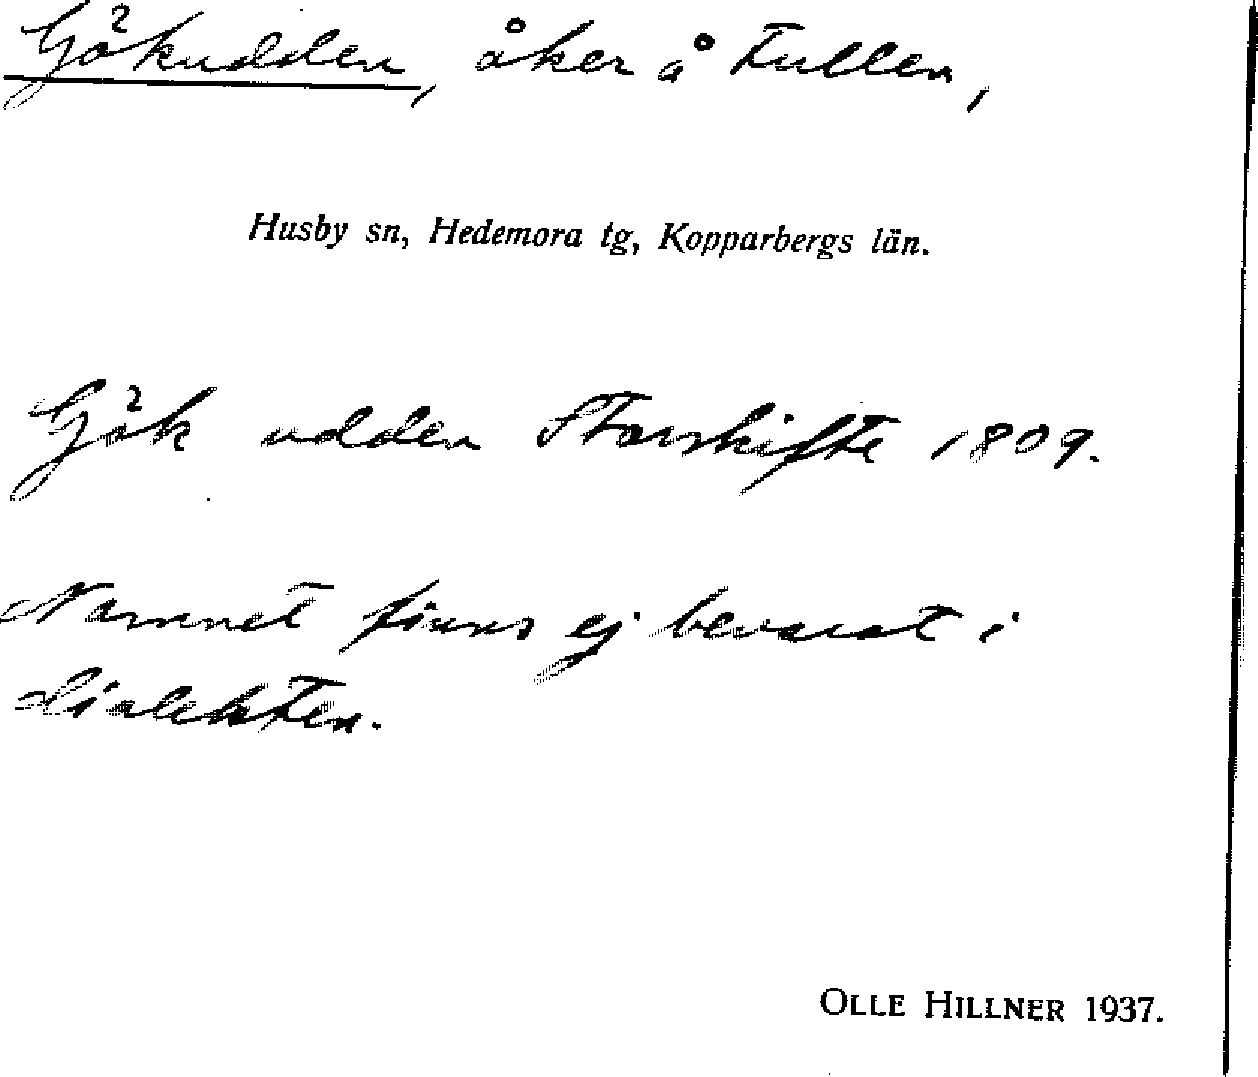 Gökudden, åker å Tullen,
Husby sn, Hedemora tg, Kopparbergs län.
Gök udden Storskifte 1809.
Namnet finns ej bevarat i
dialekten.
OLLE HILLNER 1937.